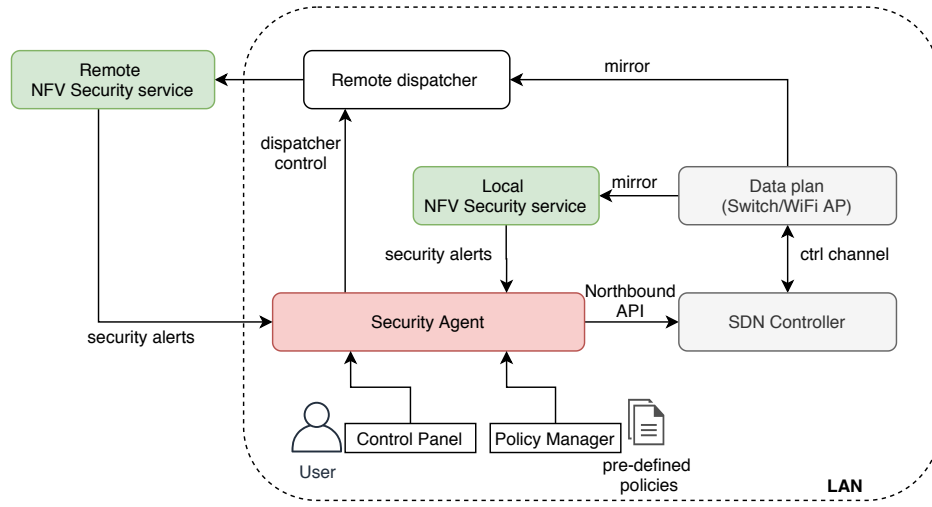 Remote
NFV Security service
Remote dispatcher
mirror
dispatcher
control
Local
NFV Security service
mirror
Data plan
(Switch/WiFi AP)
security alerts
ctrl channel
Northbound
API
security alerts
Security Agent
SDN Controller
Control Panel
Policy Manager
User
pre-defined
policies
LAN